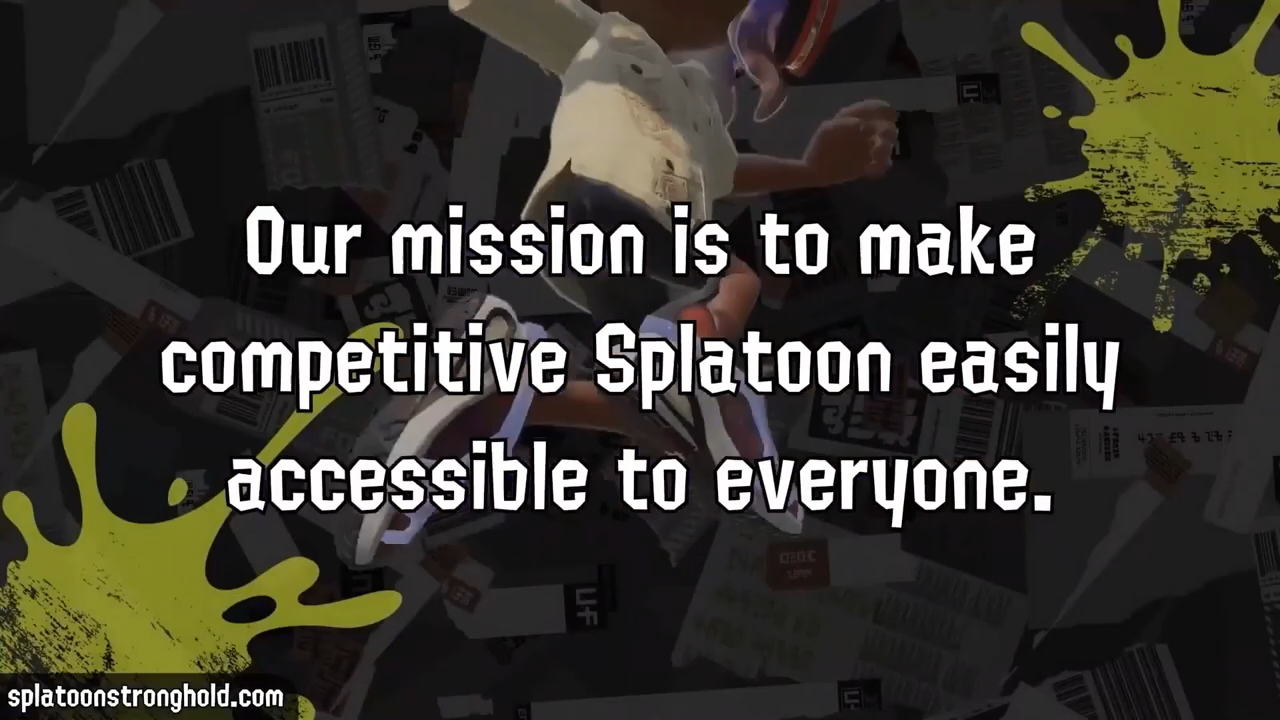 Our mission is to make
competitive Splatoon easily
accessible to everyone.
splatoonstronghold.com